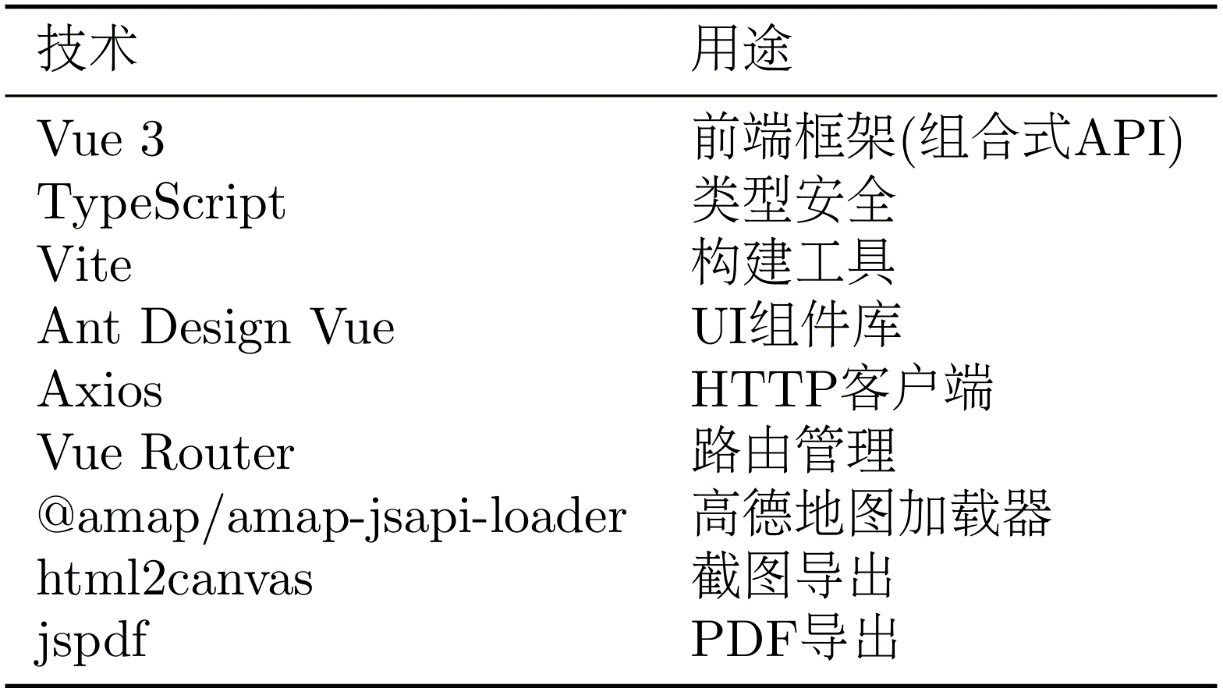 技术 用途
Vue 3 前端框架(组合式API)
TypeScript 类型安全
Vite 构建工具
Ant Design Vue UI组件库
Axios HTTP客户端
Vue Router 路由管理
@amap/amap-jsapi-loader 高德地图加载器
html2canvas 截图导出
jspdf PDF导出